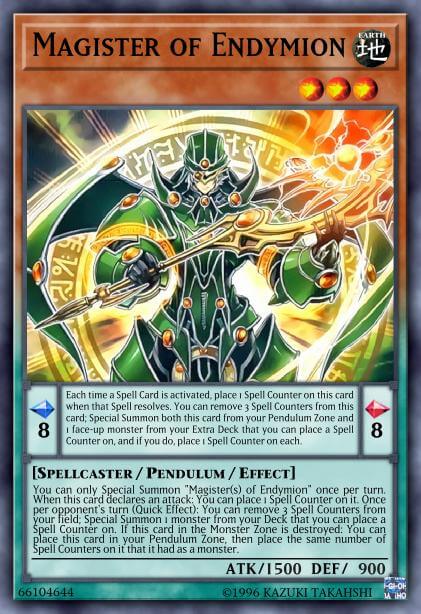 MAGISTER OF ENDYMION
EARTH
地
Each time a Spell Card is activated, place 1 Spell Counter on this card
when that Spell resolves. You can remove 3 Spell Counters from this
card; Special Summon both this card from your Pendulum Zone and
1 face-up monster from your Extra Deck that you can place a Spell
Counter on, and if you do, place 1 Spell Counter on each.
8
8
[SPELLCASTER / PENDULUM / EFFECT]
You can only Special Summon "Magister(s) of Endymion" once per turn.
When this card declares an attack: You can place 1 Spell Counter on it. Once
per opponent's turn (Quick Effect): You can remove 3 Spell Counters from
your field; Special Summon 1 monster from your Deck that you can place a
Spell Counter on. If this card in the Monster Zone is destroyed: You can
place this card in your Pendulum Zone, then place the same number of
Spell Counters on it that it had as a monster.
ATK/1500 DEF/ 900
66104644
©1996 KAZUKI TAKAHSHI